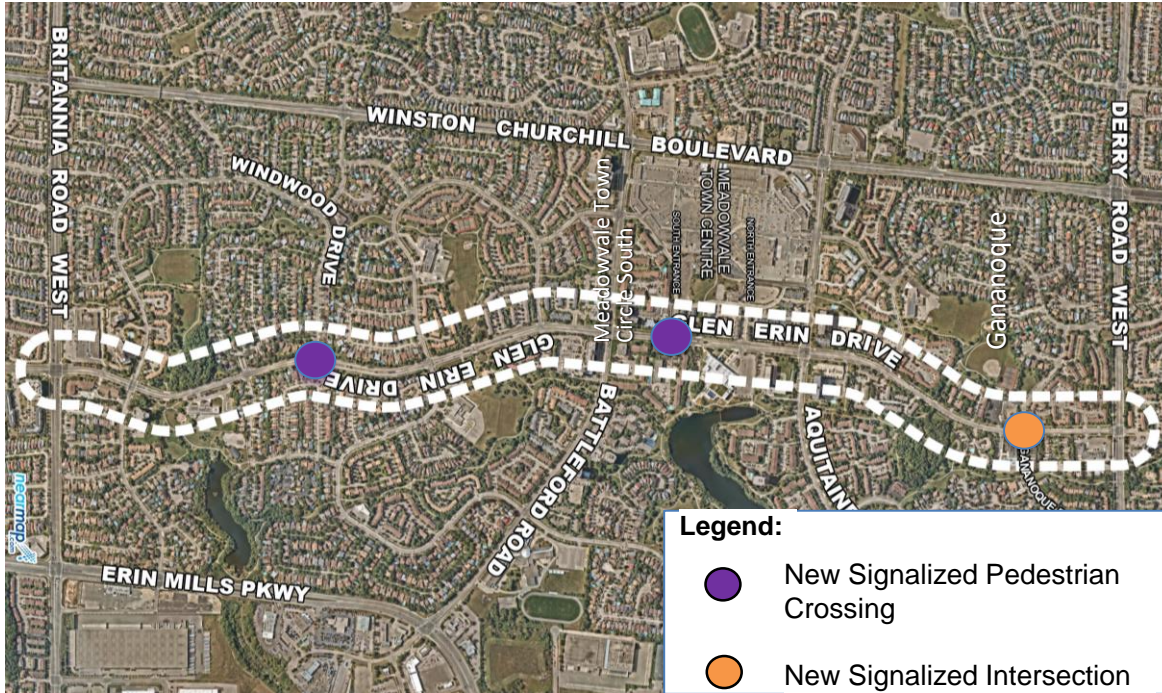 BRITANNIA ROAD WEST
WINSTON CHURCHILL BOULEVARD
DERRY ROAD WEST
WINDWOOD DRIVE
Meadowvale Town
Circle South
SOUTH ENTRANCE
MEADOWVALE
TOWN CENTRE
NORTH ENTRANCE
Gananoque
GLEN ERIN DRIVE
GLEN ERIN DRIVE
BATTLEFORD ROAD
AQUITAINE
GANANOQUE
nearmap
.com
ERIN MILLS PKWY
Legend:
New Signalized Pedestrian
Crossing
New Signalized Intersection